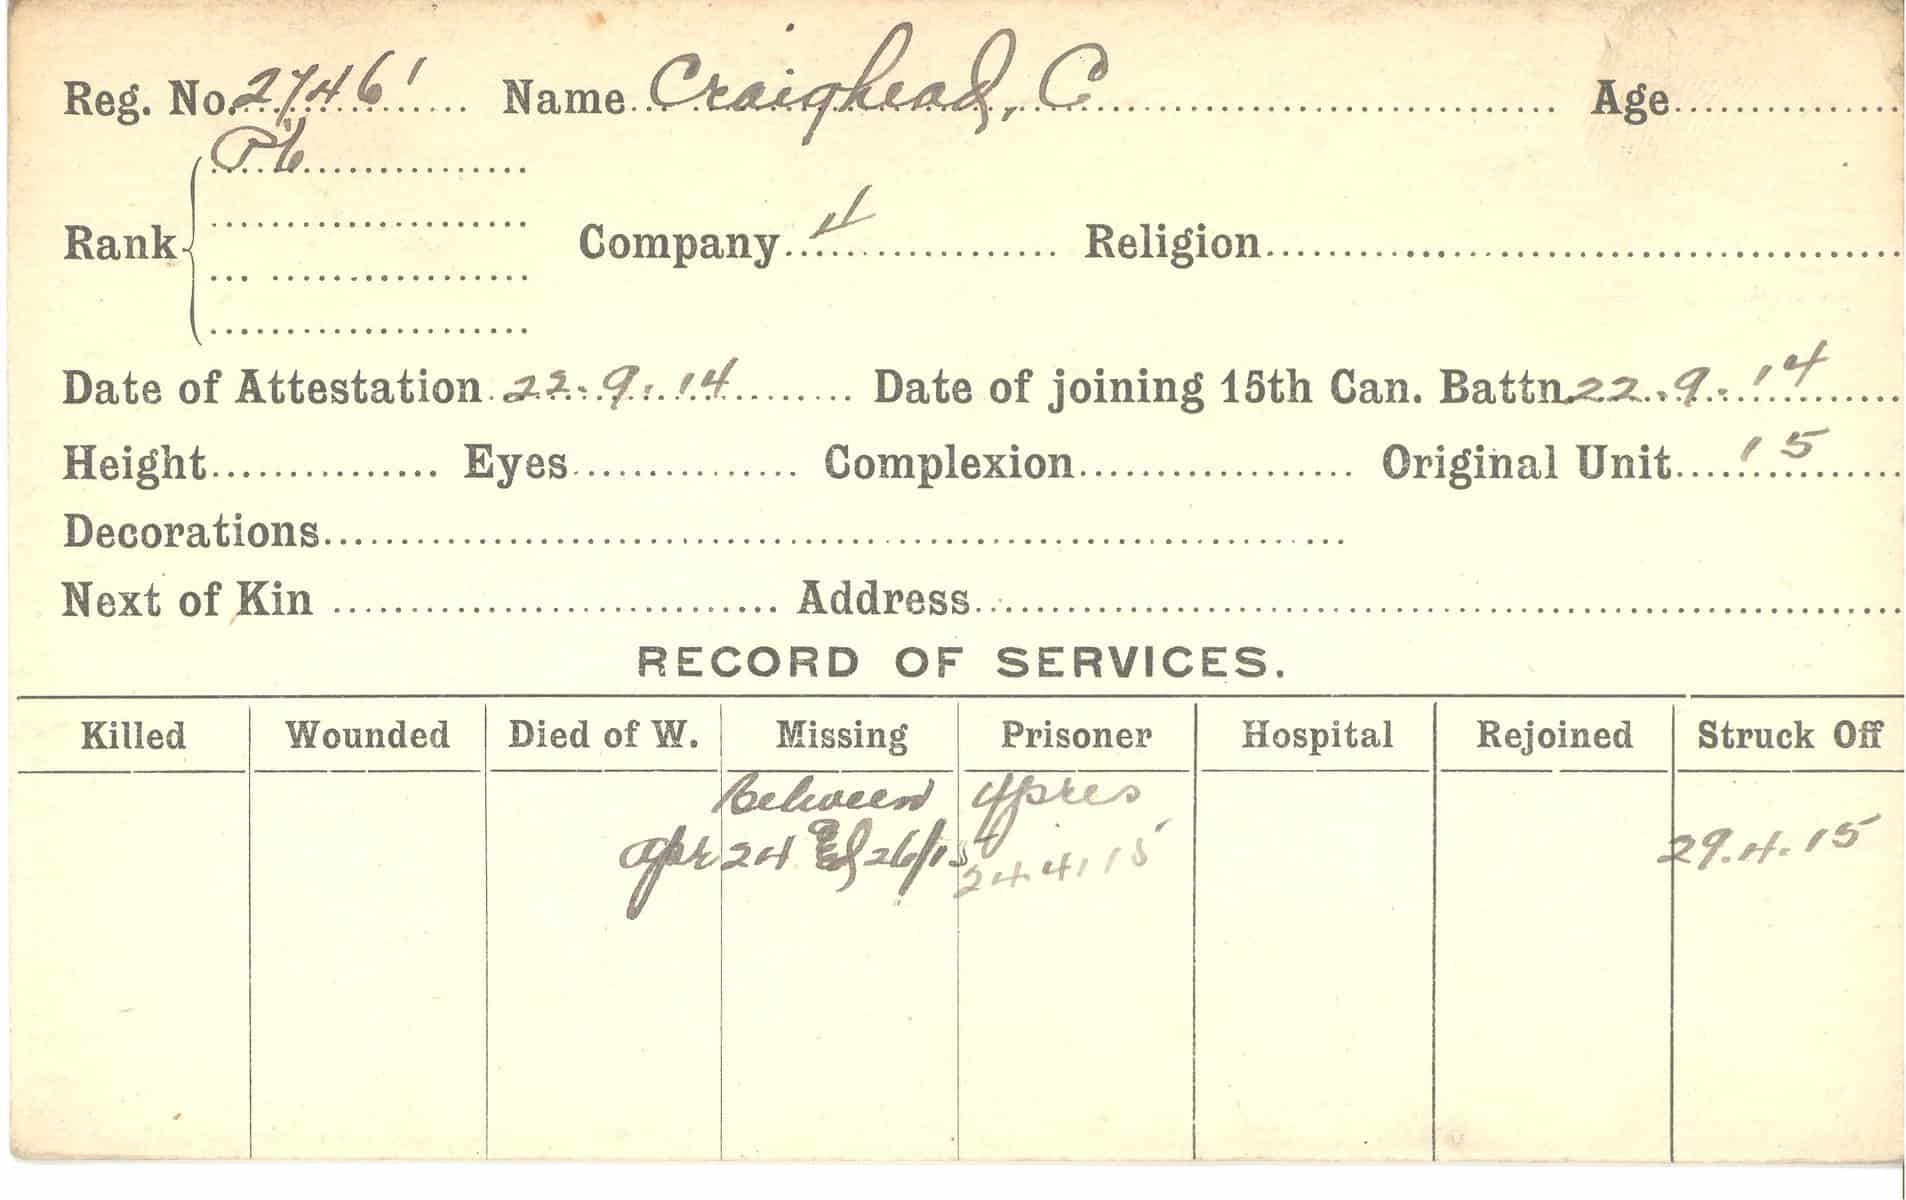 Reg. No. 27461 Name Craighead, C Age
Pte
Rank Company 4 Religion
Date of Attestation 22.9.14 Date of joining 15th Can. Battn. 22.9.14
Height Eyes Complexion Original Unit 15
Decorations
Next of Kin Address
RECORD OF SERVICES.
Killed Wounded Died of W. Missing Prisoner Hospital Rejoined Struck Off
Between Ypres
Apr 24 & 26/15 24.4.15 29.4.15